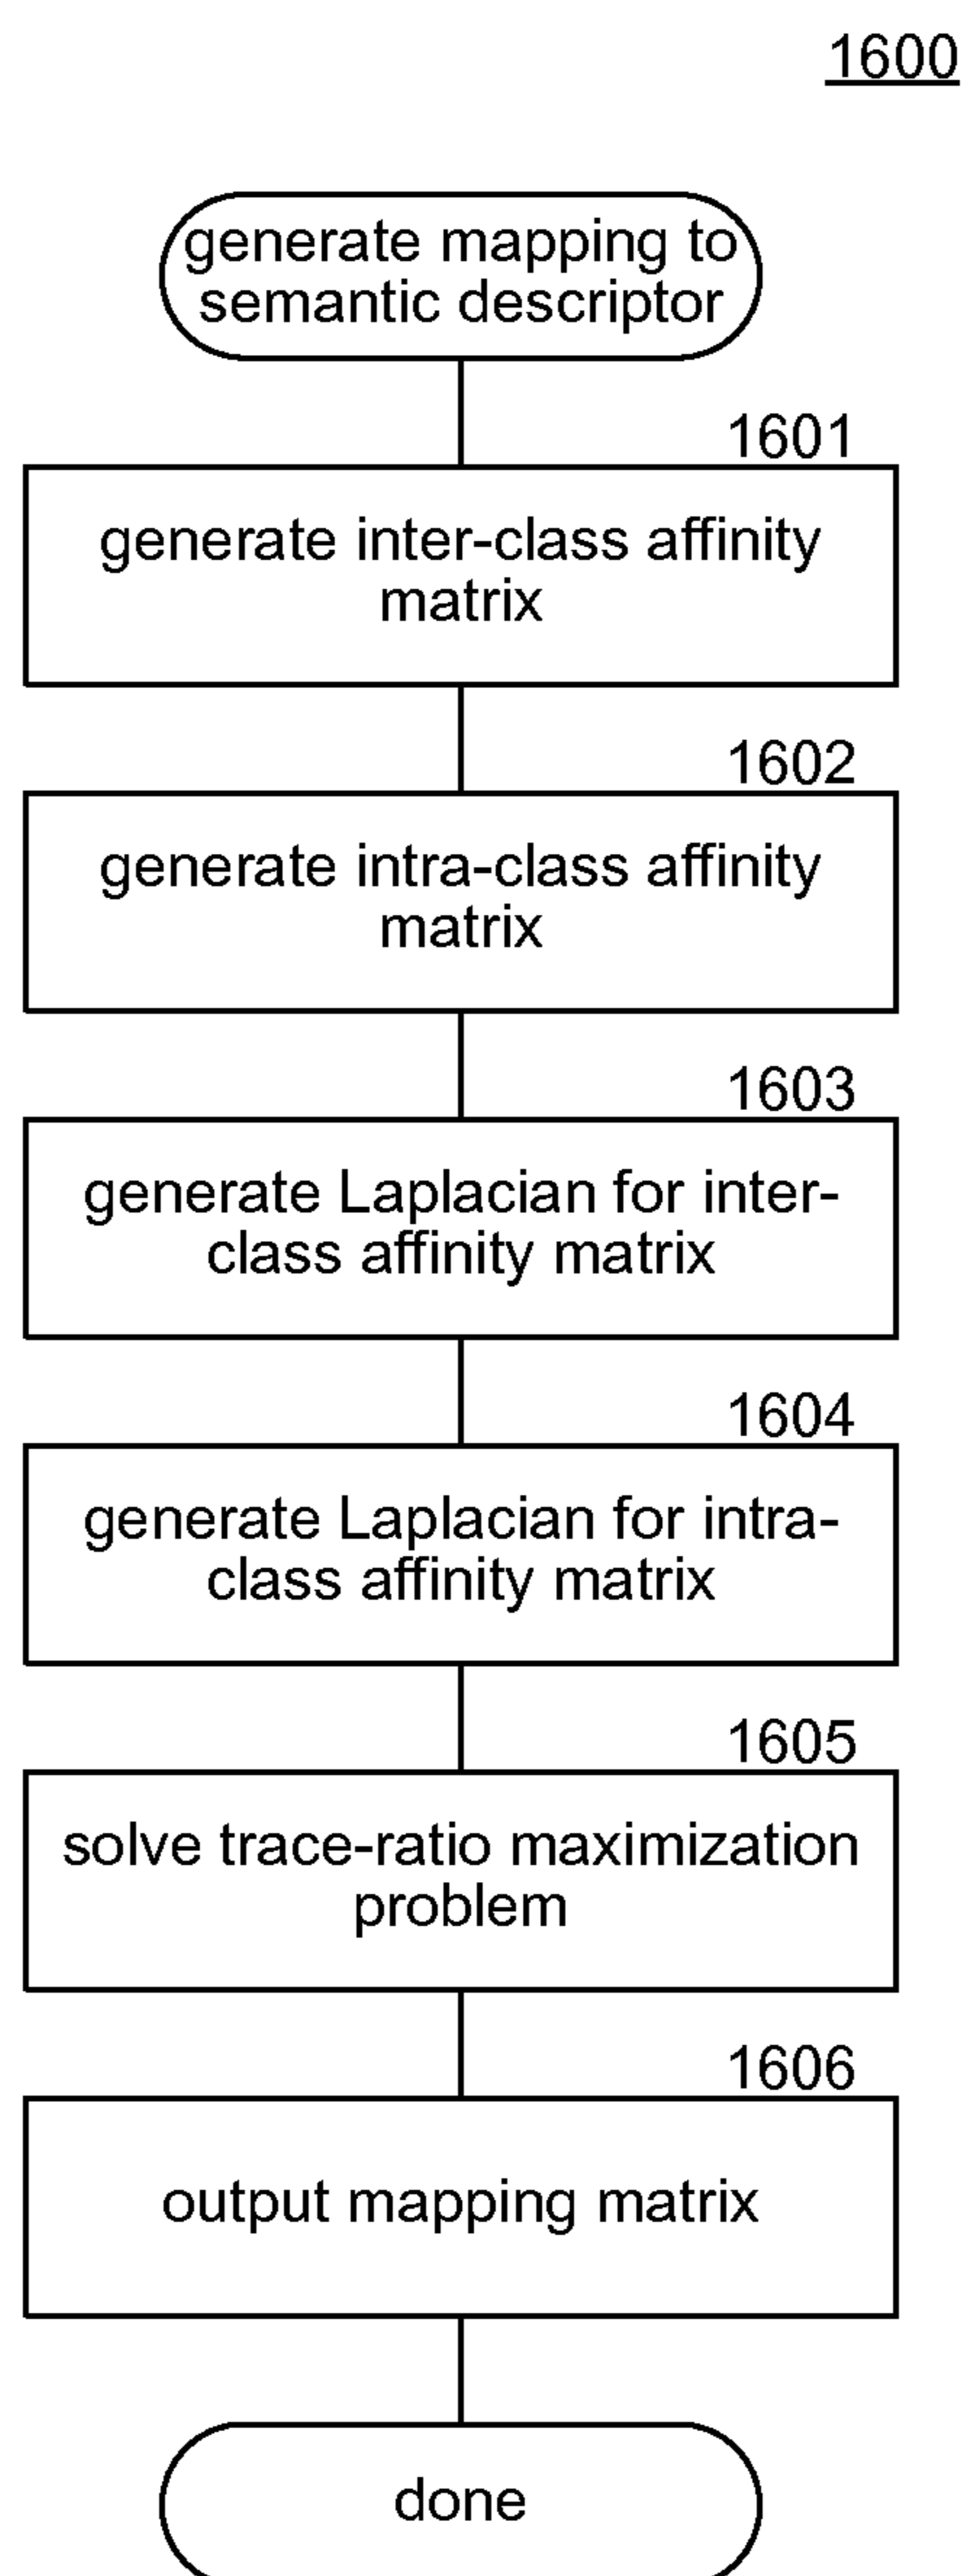 1600
generate mapping to
semantic descriptor
1601
generate inter-class affinity
matrix
1602
generate intra-class affinity
matrix
1603
generate Laplacian for inter-
class affinity matrix
1604
generate Laplacian for intra-
class affinity matrix
1605
solve trace-ratio maximization
problem
1606
output mapping matrix
done